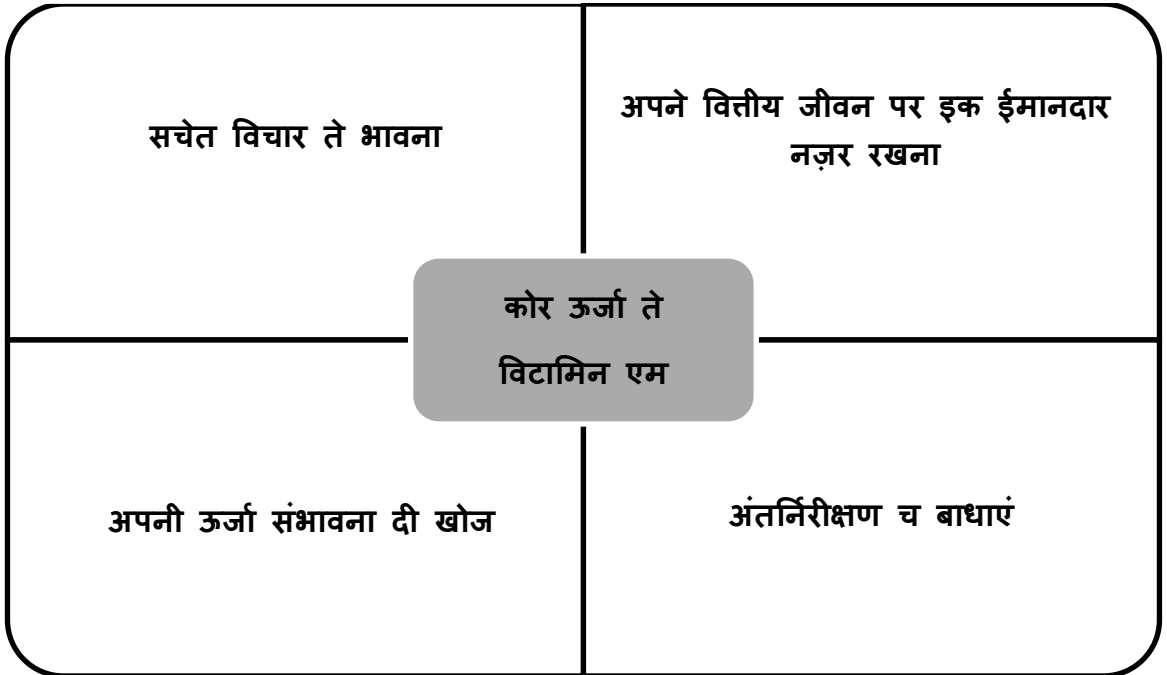 सचेत विचार ते भावना
अपने वित्तीय जीवन पर इक ईमानदार
नज़र रखना
कोर ऊर्जा ते
विटामिन एम
अपनी ऊर्जा संभावना दी खोज
अंतर्निरीक्षण च बाधाएं